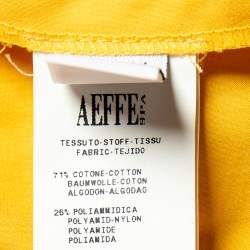 AEFFE SPA
TESSUTO-STOFF-TISSU
FABRIC-TEJIDO
71% COTONE-COTTON
BAUMWOLLE-COTON
ALGODON-ALGODAO
26% POLIAMMIDICA
POLYAMID-NYLON
POLYAMIDE
POLIAMIDA